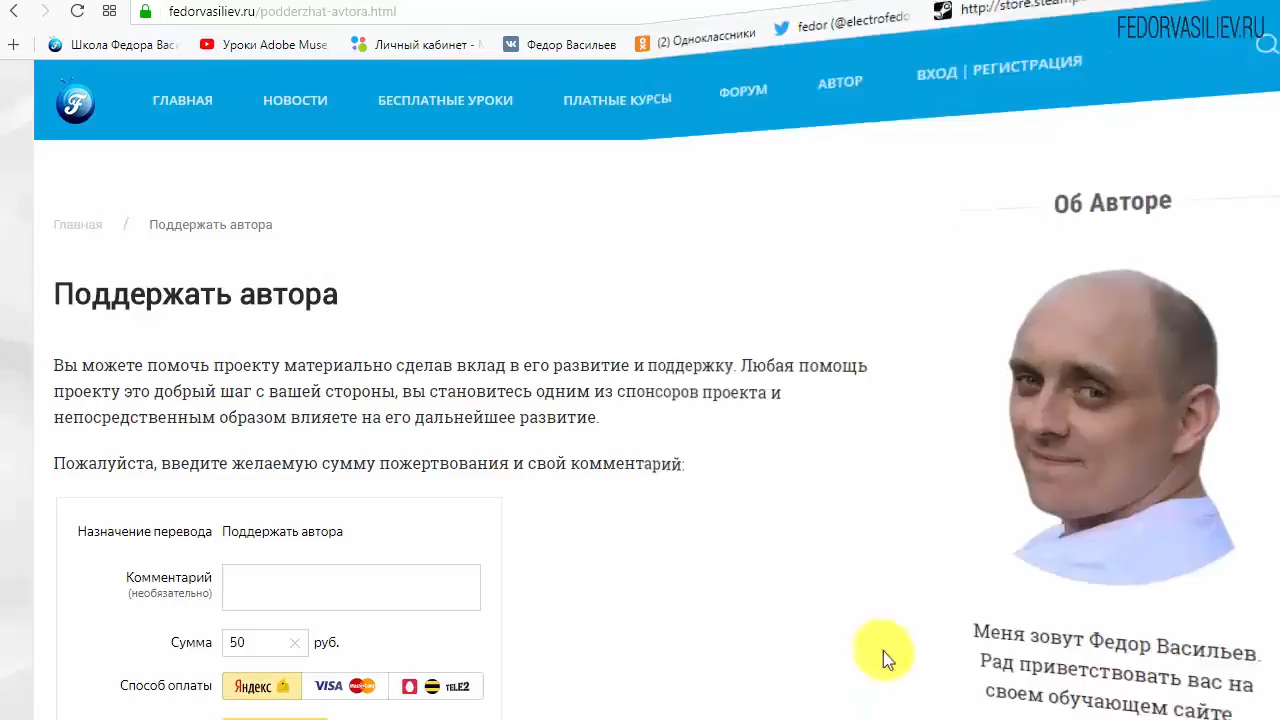 fedorvasiliev.ru/podderzhat-avtora.html
http://store.steamp
FEDORVASILIEV.RU
Школа Федора Вас
Уроки Adobe Muse
Личный кабинет -
Федор Васильев
(2) Одноклассники
fedor (@electrofedo
ГЛАВНАЯ
НОВОСТИ
БЕСПЛАТНЫЕ УРОКИ
ПЛАТНЫЕ КУРСЫ
ФОРУМ
АВТОР
ВХОД | РЕГИСТРАЦИЯ
Главная / Поддержать автора
Об Авторе
Поддержать автора
Вы можете помочь проекту материально сделав вклад в его развитие и поддержку. Любая помощь
проекту это добрый шаг с вашей стороны, вы становитесь одним из спонсоров проекта и
непосредственным образом влияете на его дальнейшее развитие.
Пожалуйста, введите желаемую сумму пожертвования и свой комментарий:
Назначение перевода Поддержать автора
Комментарий
(необязательно)
Сумма 50 руб.
Способ оплаты Яндекс VISA MasterCard TELE2
Меня зовут Федор Васильев.
Рад приветствовать вас на
своем обучающем сайте